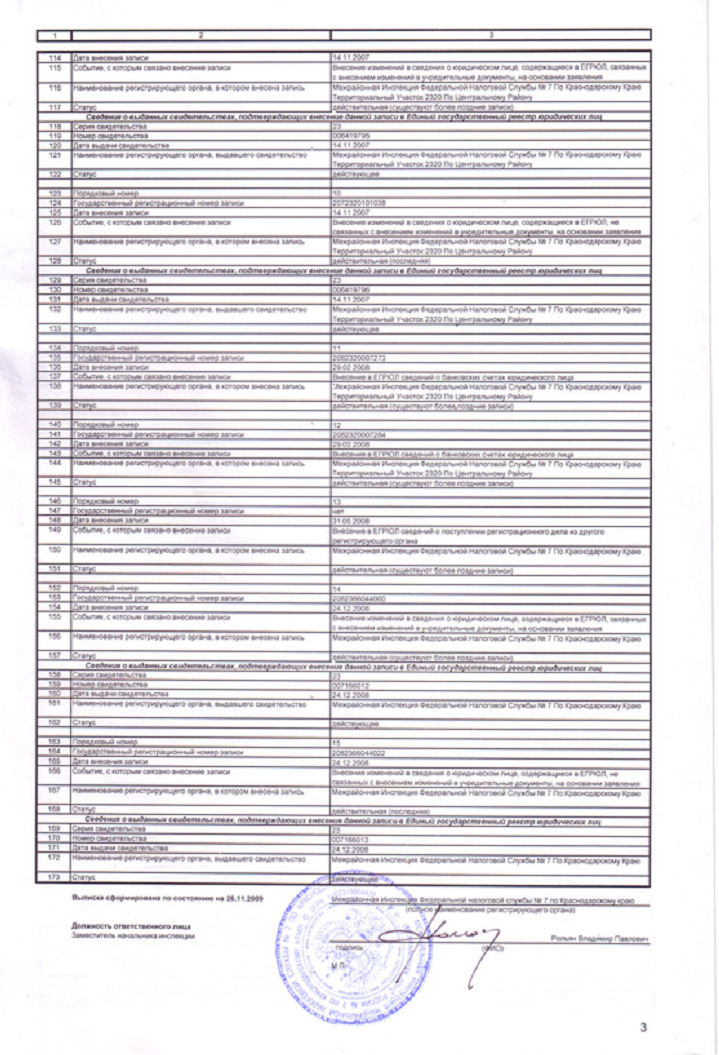 1 2 3
114 Дата внесения записи 14.11.2007
115 Событие, с которым связано внесение записи Внесение изменений в сведения о юридическом лице, содержащиеся в ЕГРЮЛ, связанных
с внесением изменений в учредительные документы, на основании заявления
116 Наименование регистрирующего органа, в котором внесена запись Межрайонная Инспекция Федеральной Налоговой Службы № 7 По Краснодарскому Краю
Территориальный Участок 2320 По Центральному Району
117 Статус действительная (существуют более поздние записи)
Сведения о выданных свидетельствах, подтверждающих внесение данной записи в Единый государственный реестр юридических лиц
118 Серия свидетельства 23
119 Номер свидетельства 006419795
120 Дата выдачи свидетельства 14.11.2007
121 Наименование регистрирующего органа, выдавшего свидетельство Межрайонная Инспекция Федеральной Налоговой Службы № 7 По Краснодарскому Краю
Территориальный Участок 2320 По Центральному Району
122 Статус действующее
123 Порядковый номер 10
124 Государственный регистрационный номер записи 2072320101038
125 Дата внесения записи 14.11.2007
126 Событие, с которым связано внесение записи Внесение изменений в сведения о юридическом лице, содержащиеся в ЕГРЮЛ, не
связанных с внесением изменений в учредительные документы, на основании заявления
127 Наименование регистрирующего органа, в котором внесена запись Межрайонная Инспекция Федеральной Налоговой Службы № 7 По Краснодарскому Краю
Территориальный Участок 2320 По Центральному Району
128 Статус действительная (последняя)
Сведения о выданных свидетельствах, подтверждающих внесение данной записи в Единый государственный реестр юридических лиц
129 Серия свидетельства 23
130 Номер свидетельства 006419796
131 Дата выдачи свидетельства 14.11.2007
132 Наименование регистрирующего органа, выдавшего свидетельство Межрайонная Инспекция Федеральной Налоговой Службы № 7 По Краснодарскому Краю
Территориальный Участок 2320 По Центральному Району
133 Статус действующее
134 Порядковый номер 11
135 Государственный регистрационный номер записи 2082320007273
136 Дата внесения записи 29.02.2008
137 Событие, с которым связано внесение записи Внесение в ЕГРЮЛ сведений о банковских счетах юридического лица
138 Наименование регистрирующего органа, в котором внесена запись Межрайонная Инспекция Федеральной Налоговой Службы № 7 По Краснодарскому Краю
Территориальный Участок 2320 По Центральному Району
139 Статус действительная (существуют более поздние записи)
140 Порядковый номер 12
141 Государственный регистрационный номер записи 2082320007284
142 Дата внесения записи 29.02.2008
143 Событие, с которым связано внесение записи Внесение в ЕГРЮЛ сведений о банковских счетах юридического лица
144 Наименование регистрирующего органа, в котором внесена запись Межрайонная Инспекция Федеральной Налоговой Службы № 7 По Краснодарскому Краю
Территориальный Участок 2320 По Центральному Району
145 Статус действительная (существуют более поздние записи)
146 Порядковый номер 13
147 Государственный регистрационный номер записи нет
148 Дата внесения записи 31.05.2008
149 Событие, с которым связано внесение записи Внесение в ЕГРЮЛ сведений о поступлении регистрационного дела из другого
регистрирующего органа
150 Наименование регистрирующего органа, в котором внесена запись Межрайонная Инспекция Федеральной Налоговой Службы № 7 По Краснодарскому Краю
151 Статус действительная (существуют более поздние записи)
152 Порядковый номер 14
153 Государственный регистрационный номер записи 2082366044000
154 Дата внесения записи 24.12.2008
155 Событие, с которым связано внесение записи Внесение изменений в сведения о юридическом лице, содержащиеся в ЕГРЮЛ, связанных
с внесением изменений в учредительные документы, на основании заявления
156 Наименование регистрирующего органа, в котором внесена запись Межрайонная Инспекция Федеральной Налоговой Службы № 7 По Краснодарскому Краю
157 Статус действительная (существуют более поздние записи)
Сведения о выданных свидетельствах, подтверждающих внесение данной записи в Единый государственный реестр юридических лиц
158 Серия свидетельства 23
159 Номер свидетельства 007166012
160 Дата выдачи свидетельства 24.12.2008
161 Наименование регистрирующего органа, выдавшего свидетельство Межрайонная Инспекция Федеральной Налоговой Службы № 7 По Краснодарскому Краю
162 Статус действующее
163 Порядковый номер 15
164 Государственный регистрационный номер записи 2082366044022
165 Дата внесения записи 24.12.2008
166 Событие, с которым связано внесение записи Внесение изменений в сведения о юридическом лице, содержащиеся в ЕГРЮЛ, не
связанных с внесением изменений в учредительные документы, на основании заявления
167 Наименование регистрирующего органа, в котором внесена запись Межрайонная Инспекция Федеральной Налоговой Службы № 7 По Краснодарскому Краю
168 Статус действительная (последняя)
Сведения о выданных свидетельствах, подтверждающих внесение данной записи в Единый государственный реестр юридических лиц
169 Серия свидетельства 23
170 Номер свидетельства 007166013
171 Дата выдачи свидетельства 24.12.2008
172 Наименование регистрирующего органа, выдавшего свидетельство Межрайонная Инспекция Федеральной Налоговой Службы № 7 По Краснодарскому Краю
173 Статус Действующее
Выписка сформирована по состоянию на 26.11.2009 Межрайонная Инспекция Федеральной налоговой службы № 7 по Краснодарскому краю
(полное наименование регистрирующего органа)
Должность ответственного лица
Заместитель начальника инспекции Рольян Владимир Павлович
подпись (ФИО)
М.П.
3